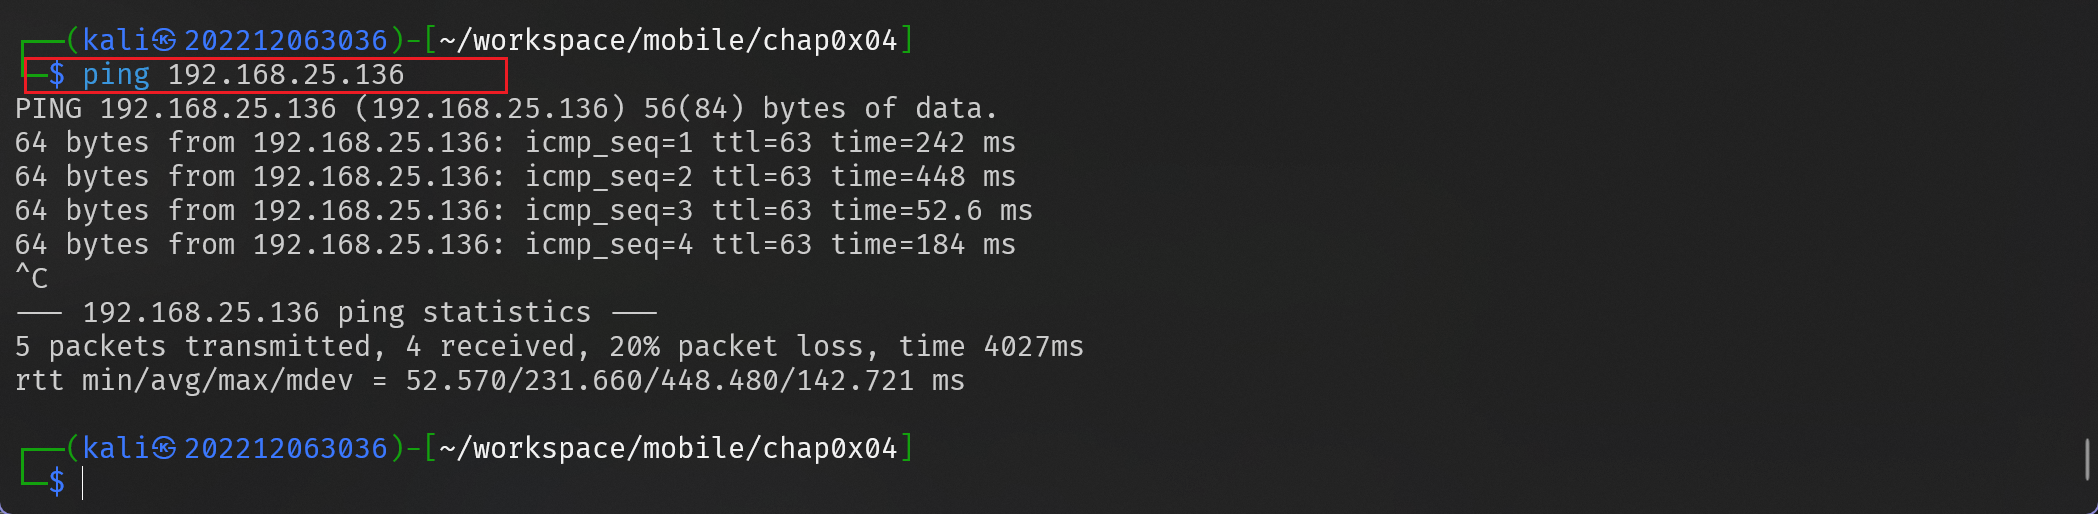 ┌──(kali㉿202212063036)-[~/workspace/mobile/chap0x04]
└─$ ping 192.168.25.136
PING 192.168.25.136 (192.168.25.136) 56(84) bytes of data.
64 bytes from 192.168.25.136: icmp_seq=1 ttl=63 time=242 ms
64 bytes from 192.168.25.136: icmp_seq=2 ttl=63 time=448 ms
64 bytes from 192.168.25.136: icmp_seq=3 ttl=63 time=52.6 ms
64 bytes from 192.168.25.136: icmp_seq=4 ttl=63 time=184 ms
^C
--- 192.168.25.136 ping statistics ---
5 packets transmitted, 4 received, 20% packet loss, time 4027ms
rtt min/avg/max/mdev = 52.570/231.660/448.480/142.721 ms
┌──(kali㉿202212063036)-[~/workspace/mobile/chap0x04]
└─$